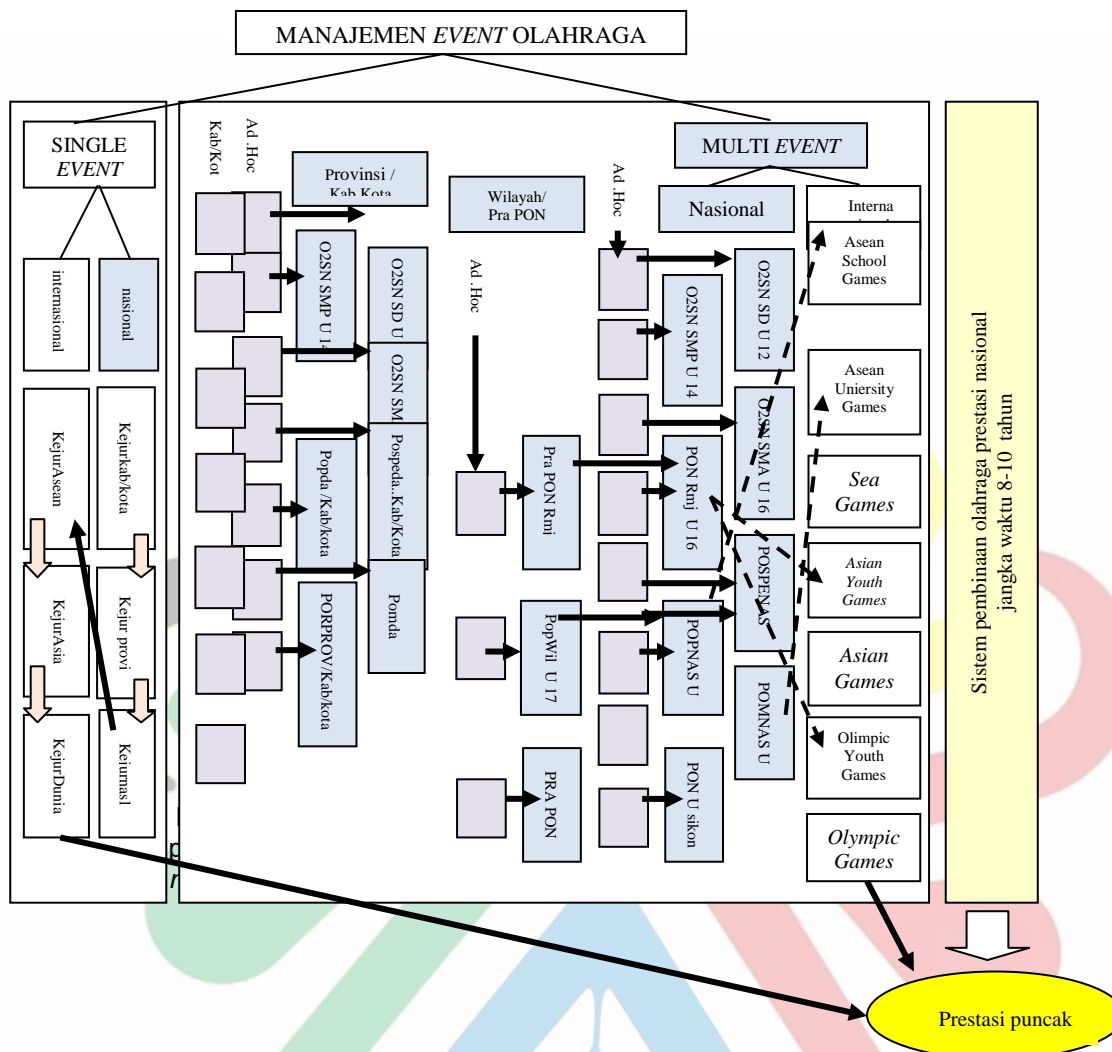 MANAJEMEN EVENT OLAHRAGA
SINGLE
EVENT
internasional
nasional
KejurAsean
Kejurkab/kota
KejurAsia
Kejur provi
KejurDunia
Kejurnasl
Kab/Kot
Ad .Hoc
Provinsi /
Kab Kota
O2SN SMP U 14
O2SN SD U
O2SN SM
Popda /Kab/kota
Pospeda..Kab/Kota
PORPROV/Kab/kota
Pomda
Wilayah/
Pra PON
Ad .Hoc
Pra PON Rmj
PopWil U 17
PRA PON
MULTI EVENT
Ad .Hoc
Nasional
O2SN SD U 12
O2SN SMP U 14
O2SN SMA U 16
PON Rmj U 16
POSPENAS
POPNAS U
POMNAS U
PON U sikon
Interna
Asean
School
Games
Asean
Uniersity
Games
Sea
Games
Asian
Youth
Games
Asian
Games
Olimpic
Youth
Games
Olympic
Games
Sistem pembinaan olahraga prestasi nasional
jangka waktu 8-10 tahun
Prestasi puncak